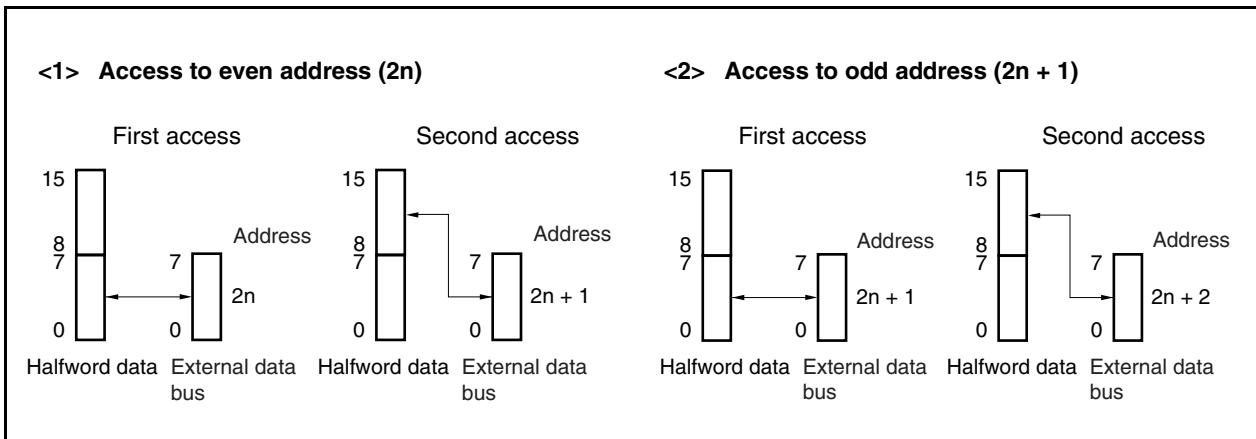 <1> Access to even address (2n)
First access
15
8
7
0
Halfword data
Address
7
2n
0
External data
bus
Second access
15
8
7
0
Halfword data
Address
7
2n + 1
0
External data
bus
<2> Access to odd address (2n + 1)
First access
15
8
7
0
Halfword data
Address
7
2n + 1
0
External data
bus
Second access
15
8
7
0
Halfword data
Address
7
2n + 2
0
External data
bus